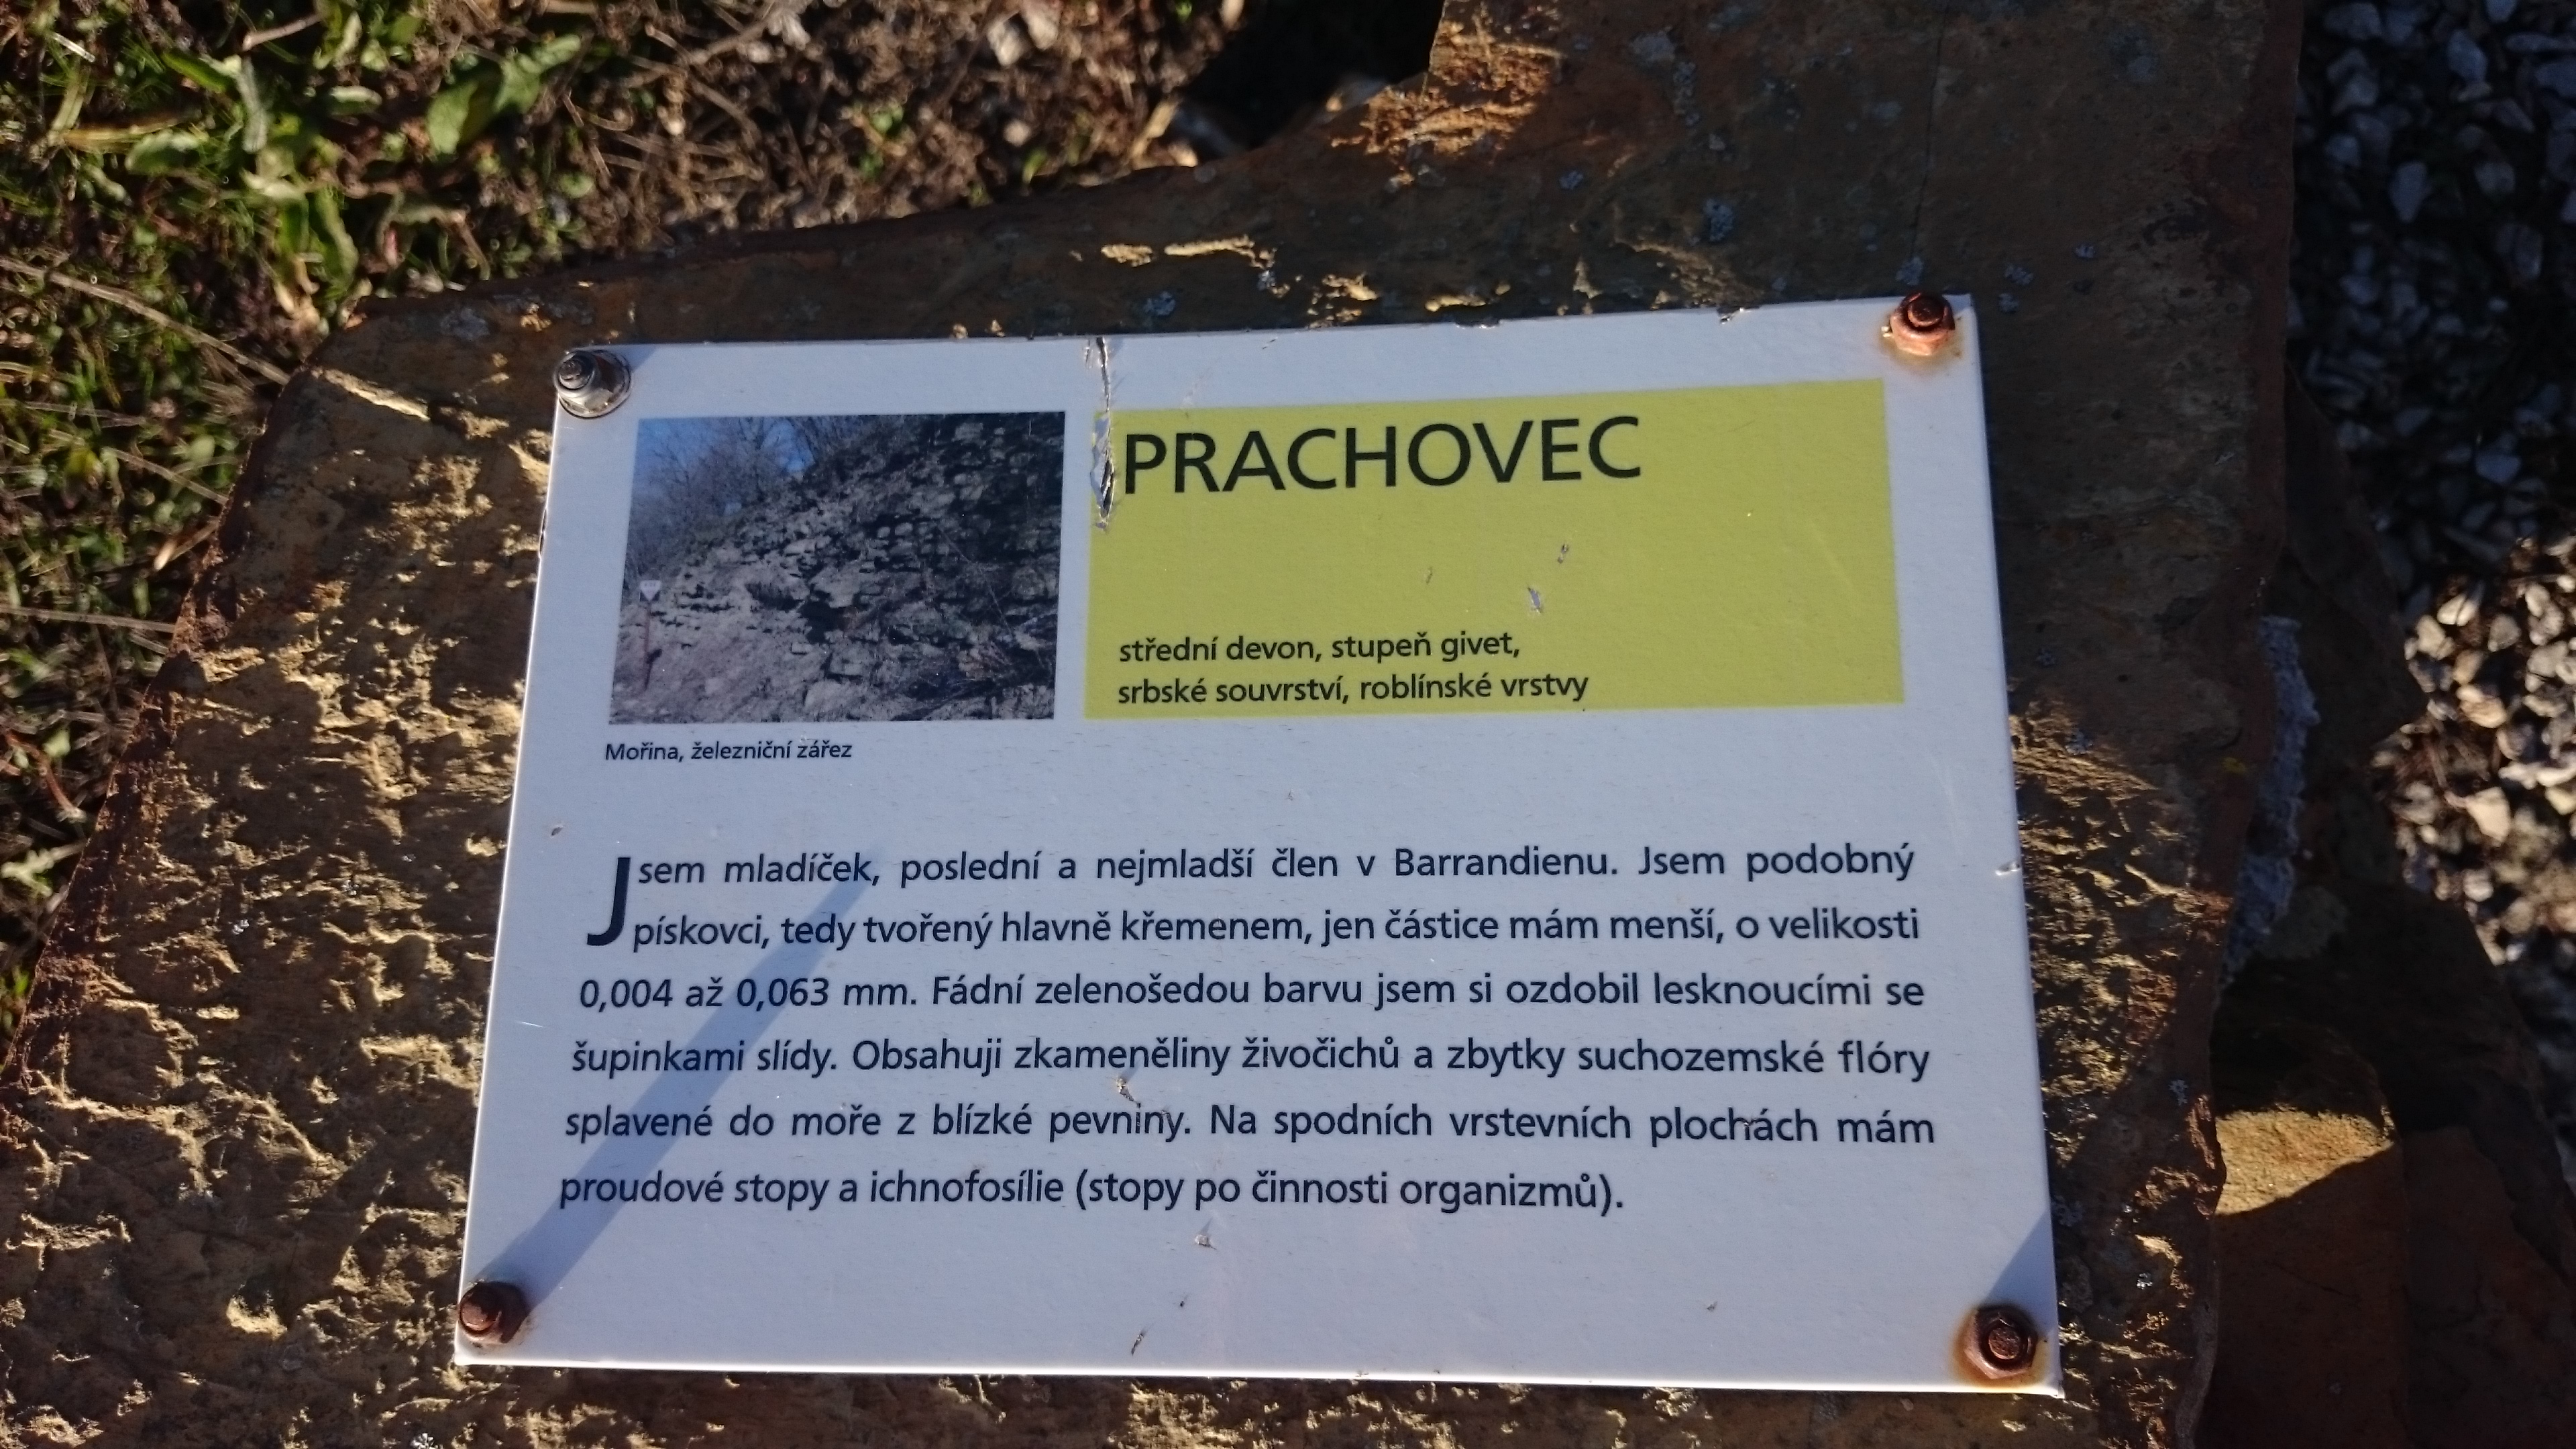 PRACHOVEC
střední devon, stupeň givet,
srbské souvrství, roblínské vrstvy
Mořina, železniční zářez
Jsem mladíček, poslední a nejmladší člen v Barrandienu. Jsem podobný
pískovci, tedy tvořený hlavně křemenem, jen částice mám menší, o velikosti
0,004 až 0,063 mm. Fádní zelenošedou barvu jsem si ozdobil lesknoucími se
šupinkami slídy. Obsahuji zkameněliny živočichů a zbytky suchozemské flóry
splavené do moře z blízké pevniny. Na spodních vrstevních plochách mám
proudové stopy a ichnofosílie (stopy po činnosti organizmů).